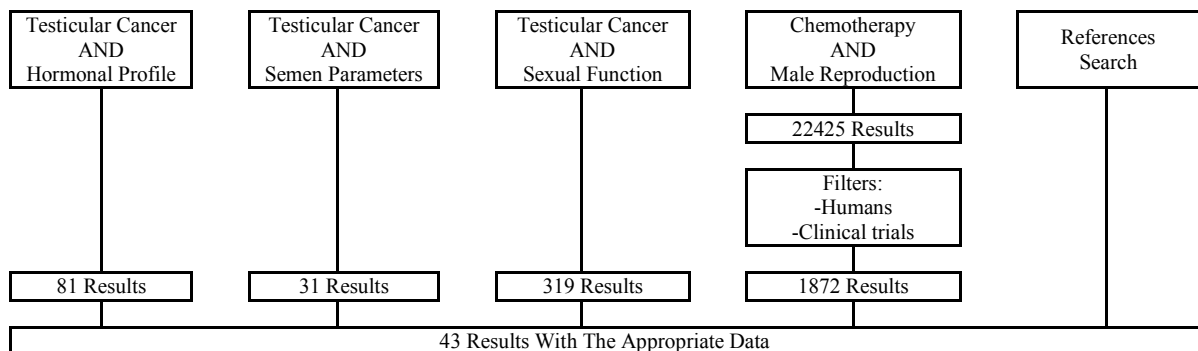 Testicular Cancer
AND
Hormonal Profile
Testicular Cancer
AND
Semen Parameters
Testicular Cancer
AND
Sexual Function
Chemotherapy
AND
Male Reproduction
References
Search
22425 Results
Filters:
-Humans
-Clinical trials
81 Results
31 Results
319 Results
1872 Results
43 Results With The Appropriate Data